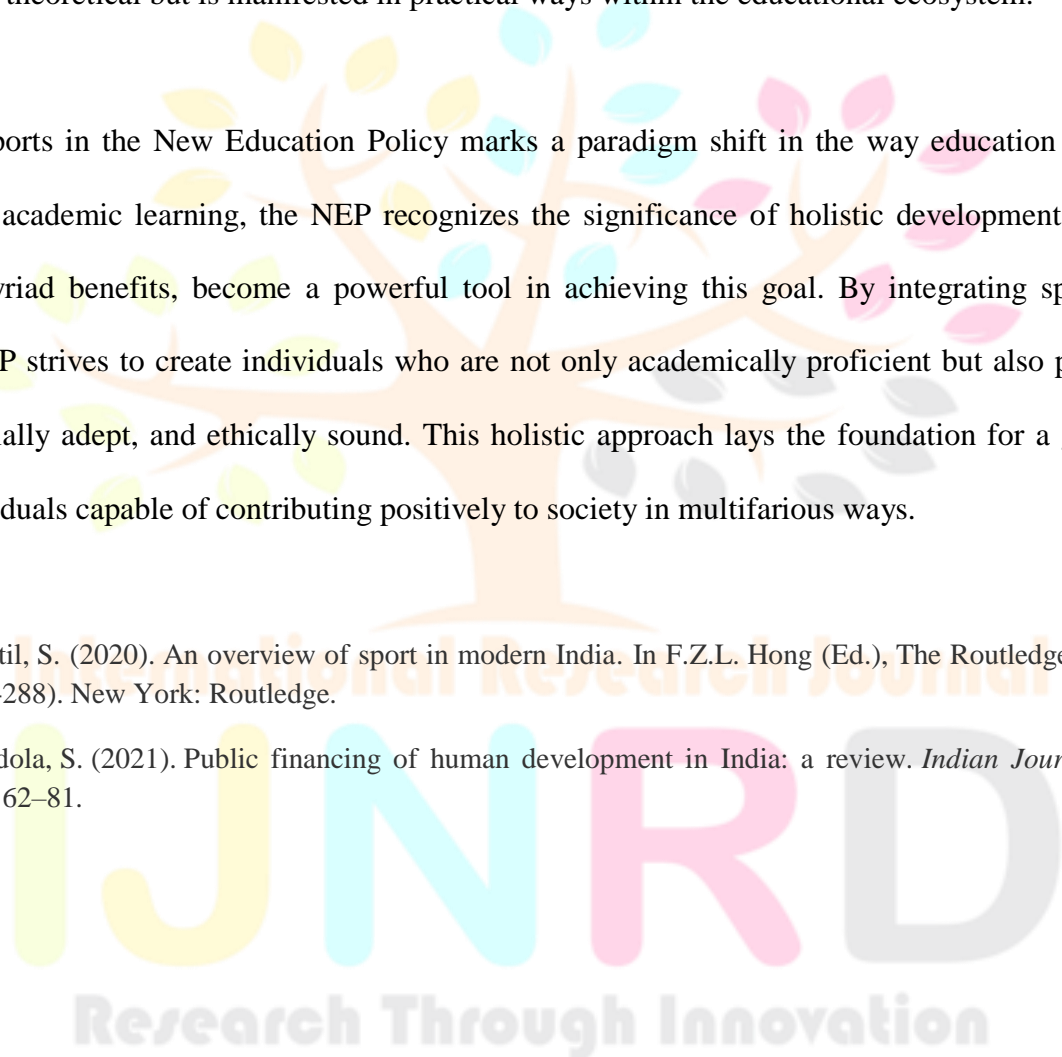 theoretical but is manifested in practical ways within the educational ecosystem.
ports in the New Education Policy marks a paradigm shift in the way education
academic learning, the NEP recognizes the significance of holistic development
yriad benefits, become a powerful tool in achieving this goal. By integrating sp
P strives to create individuals who are not only academically proficient but also p
ally adept, and ethically sound. This holistic approach lays the foundation for a
duals capable of contributing positively to society in multifarious ways.
til, S. (2020). An overview of sport in modern India. In F.Z.L. Hong (Ed.), The Routledge
-288). New York: Routledge.
International Research Journal
dola, S. (2021). Public financing of human development in India: a review. Indian Jour
62–81.
IJNRD
Research Through Innovation